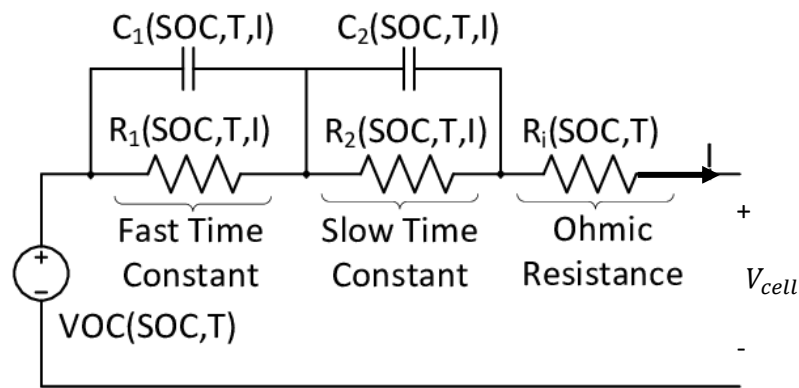 C₁(SOC,T,I)
C₂(SOC,T,I)
R₁(SOC,T,I)
R₂(SOC,T,I)
Rᵢ(SOC,T)
I
Fast Time
Constant
Slow Time
Constant
Ohmic
Resistance
+
+
-
VOC(SOC,T)
V_cell
-